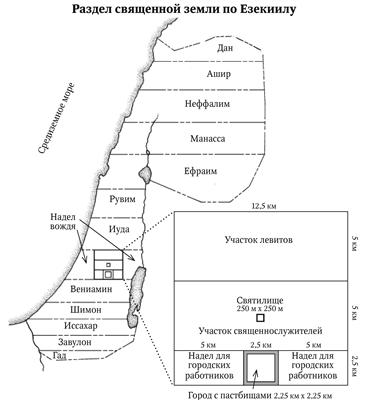 Раздел священной земли по Езекиилу
Дан
Ашир
Неффалим
Манасса
Ефраим
Средиземное море
Рувим
Иуда
Надел
вождя
Вениамин
Шимон
Иссахар
Завулон
Гад
12,5 км
Участок левитов
5 км
Святилище
250 м x 250 м
Участок священнослужителей
5 км
5 км
2,5 км
5 км
Надел для
городских
работников
Надел для
городских
работников
2,5 км
Город с пастбищами 2,25 км x 2,25 км